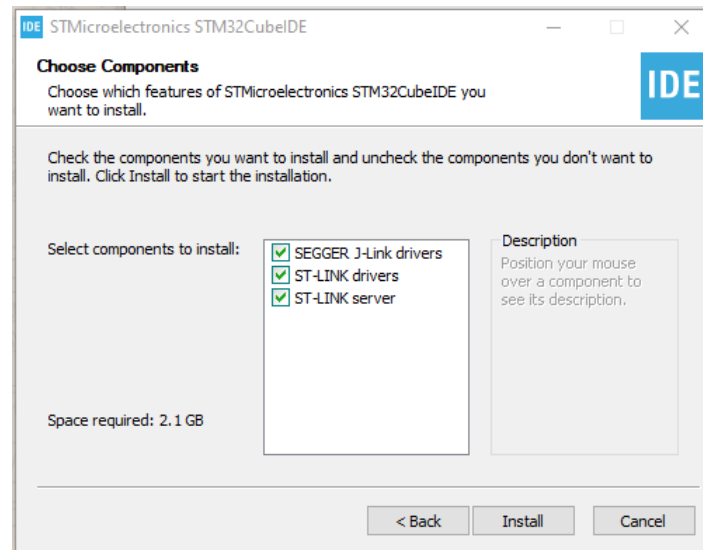 IDE STMicroelectronics STM32CubeIDE
Choose Components
Choose which features of STMicroelectronics STM32CubeIDE you
want to install.
IDE
Check the components you want to install and uncheck the components you don't want to
install. Click Install to start the installation.
Select components to install:
SEGGER J-Link drivers
ST-LINK drivers
ST-LINK server
Description
Position your mouse
over a component to
see its description.
Space required: 2.1 GB
< Back
Install
Cancel